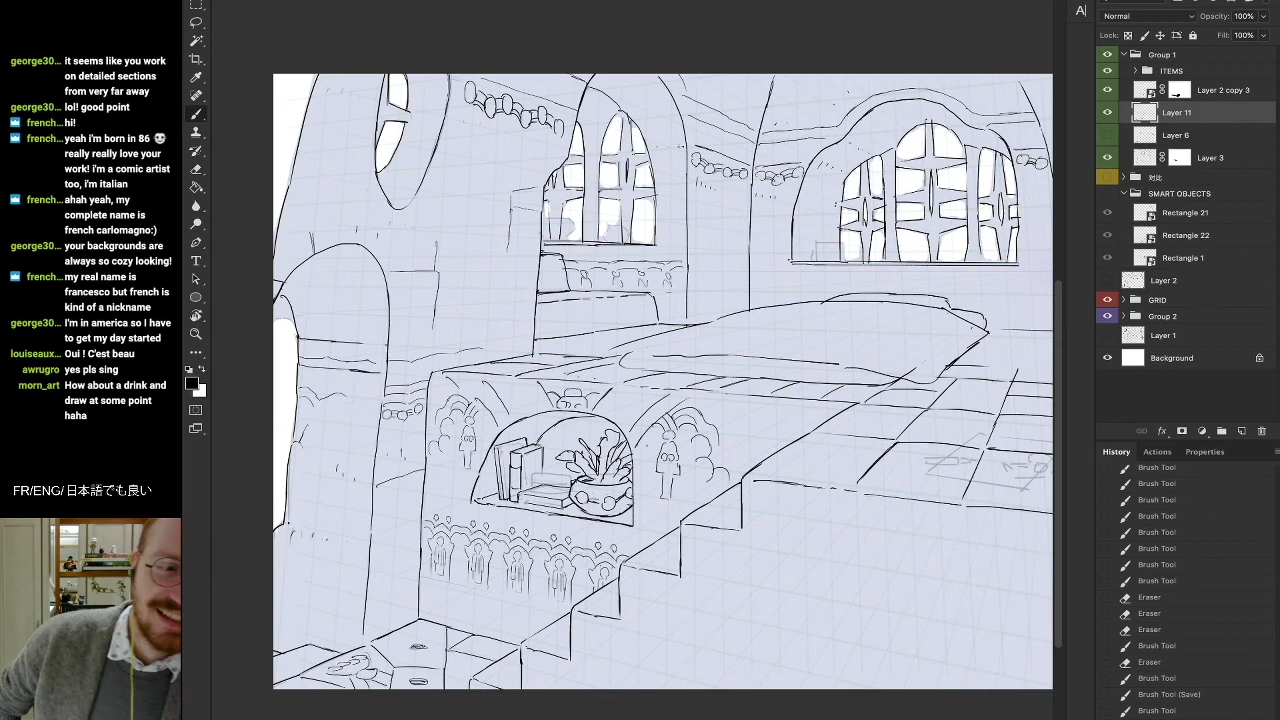 george30... it seems like you work
on detailed sections
from very far away
george30... lol! good point
french... hi!
french... yeah i'm born in 86 💀
really really love your
work! i'm a comic artist
too, i'm italian
french... ahah yeah, my
complete name is
french carlomagno:)
george30... your backgrounds are
always so cozy looking!
french... my real name is
francesco but french is
kind of a nickname
george30... I'm in america so I have
to get my day started
louiseaux... Oui ! C'est beau
awrugro yes pls sing
morn_art How about a drink and
draw at some point
haha
FR/ENG/日本語でも良い
A
Normal Opacity: 100%
Lock: Fill: 100%
Group 1
ITEMS
Layer 2 copy 3
Layer 11
Layer 6
Layer 3
对比
SMART OBJECTS
Rectangle 21
Rectangle 22
Rectangle 1
Layer 2
GRID
Group 2
Layer 1
Background
fx
History Actions Properties
Brush Tool
Brush Tool
Brush Tool
Brush Tool
Brush Tool
Brush Tool
Brush Tool
Brush Tool
Eraser
Eraser
Eraser
Brush Tool
Eraser
Brush Tool
Brush Tool (Save)
Brush Tool